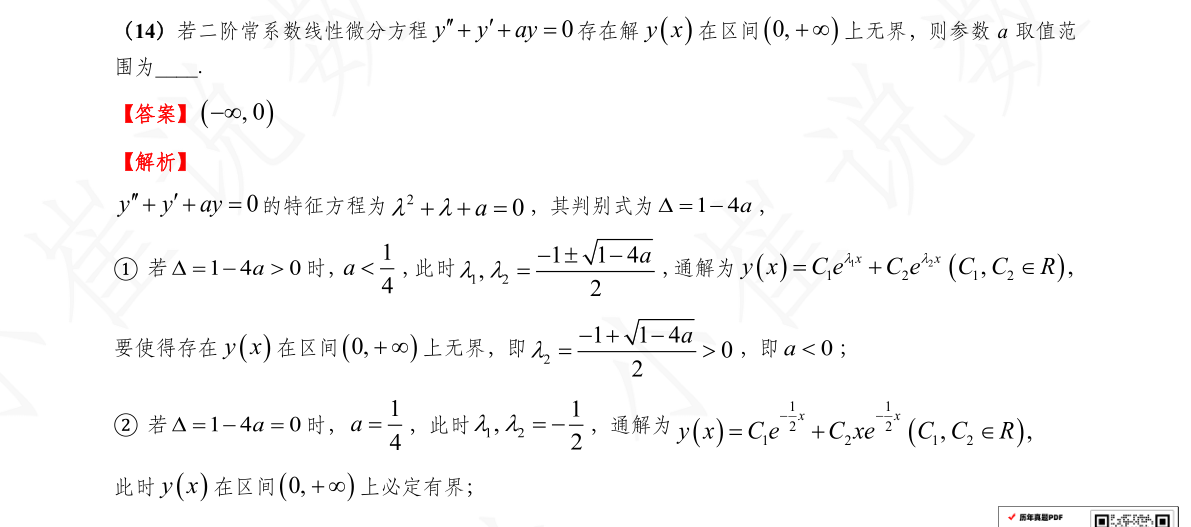 (14) 若二阶常系数线性微分方程 y″ + y′ + ay = 0 存在解 y(x) 在区间 (0, +∞) 上无界，则参数 a 取值范
围为____.
【答案】(−∞, 0)
【解析】
y″ + y′ + ay = 0 的特征方程为 λ² + λ + a = 0，其判别式为 Δ = 1 − 4a，
① 若 Δ = 1 − 4a > 0 时, a < 1/4 , 此时 λ₁, λ₂ = (−1 ± √(1 − 4a))/2 , 通解为 y(x) = C₁e^(λ₁x) + C₂e^(λ₂x) (C₁, C₂ ∈ R),
要使得存在 y(x) 在区间 (0, +∞) 上无界，即 λ₂ = (−1 + √(1 − 4a))/2 > 0，即 a < 0；
② 若 Δ = 1 − 4a = 0 时，a = 1/4，此时 λ₁, λ₂ = −1/2，通解为 y(x) = C₁e^(−1/2 x) + C₂xe^(−1/2 x) (C₁, C₂ ∈ R),
此时 y(x) 在区间 (0, +∞) 上必定有界；
历年真题PDF
小崔说数